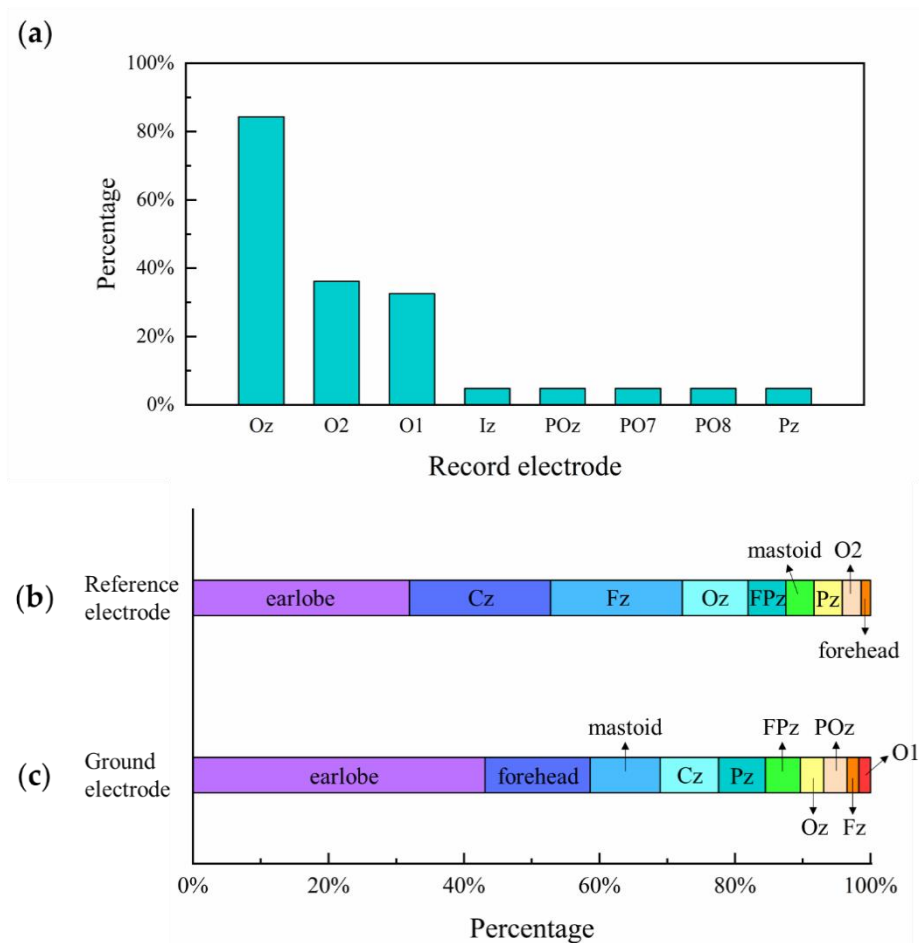 (a)
100%
80%
60%
40%
20%
0%
Percentage
Oz O2 O1 Iz POz PO7 PO8 Pz
Record electrode
(b)
Reference
electrode
mastoid O2
earlobe Cz Fz Oz FPz Pz
forehead
(c)
Ground
electrode
mastoid FPz POz O1
earlobe forehead Cz Pz
Oz Fz
0% 20% 40% 60% 80% 100%
Percentage